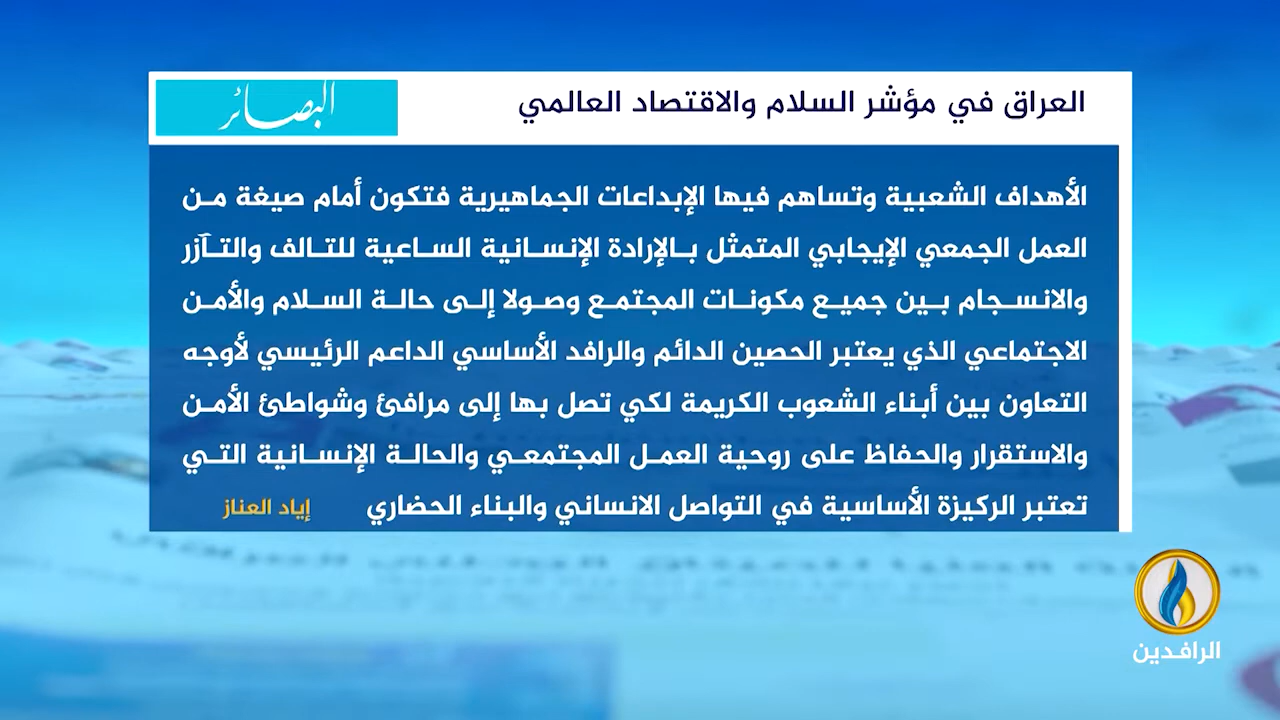 العراق في مؤشر السلام والاقتصاد العالمي
البصائر
الأهداف الشعبية وتساهم فيها الإبداعات الجماهيرية فتكون أمام صيغة من
العمل الجمعي الإيجابي المتمثل بالإرادة الإنسانية الساعية للتالف والتآزر
والانسجام بين جميع مكونات المجتمع وصولا إلى حالة السلام والأمن
الاجتماعي الذي يعتبر الحصين الدائم والرافد الأساسي الداعم الرئيسي لأوجه
التعاون بين أبناء الشعوب الكريمة لكي تصل بها إلى مرافئ وشواطئ الأمن
والاستقرار والحفاظ على روحية العمل المجتمعي والحالة الإنسانية التي
تعتبر الركيزة الأساسية في التواصل الانساني والبناء الحضاري
إياد العناز
الرافدين